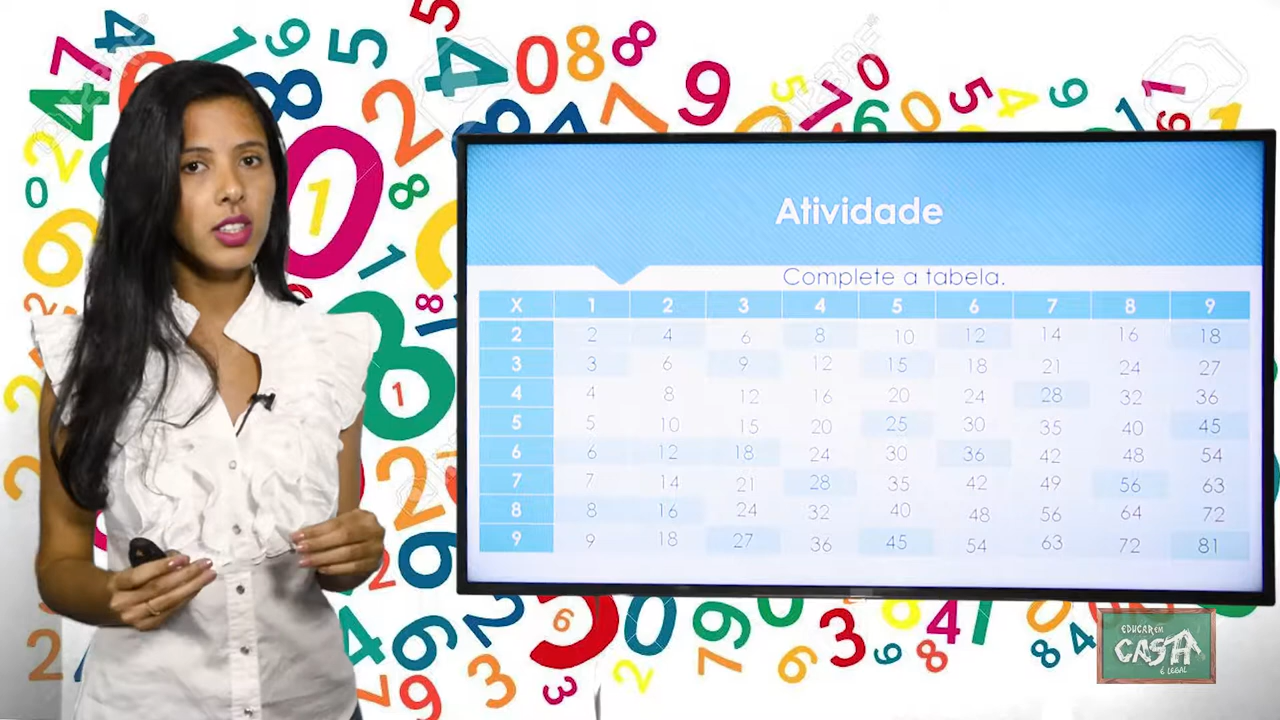 Atividade
Complete a tabela.
X 1 2 3 4 5 6 7 8 9
2 2 4 6 8 10 12 14 16 18
3 3 6 9 12 15 18 21 24 27
4 4 8 12 16 20 24 28 32 36
5 5 10 15 20 25 30 35 40 45
6 6 12 18 24 30 36 42 48 54
7 7 14 21 28 35 42 49 56 63
8 8 16 24 32 40 48 56 64 72
9 9 18 27 36 45 54 63 72 81
EDUCAR EM
CASA
É LEGAL